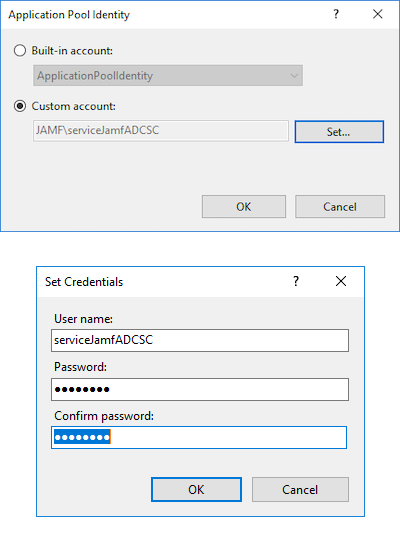 Application Pool Identity
Built-in account:
ApplicationPoolIdentity
Custom account:
JAMF\serviceJamfADCSC
Set...
OK
Cancel
Set Credentials
User name:
serviceJamfADCSC
Password:
●●●●●●●●
Confirm password:
●●●●●●●●
OK
Cancel